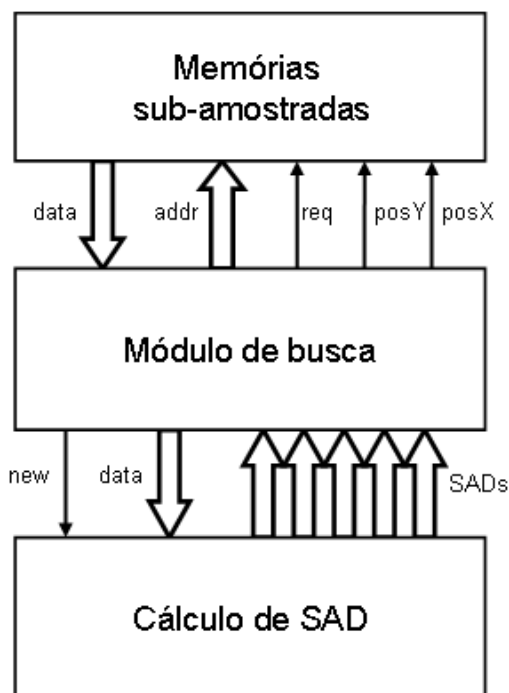 Memórias
sub-amostradas
data
addr
req
posY
posX
Módulo de busca
new
data
SADs
Cálculo de SAD